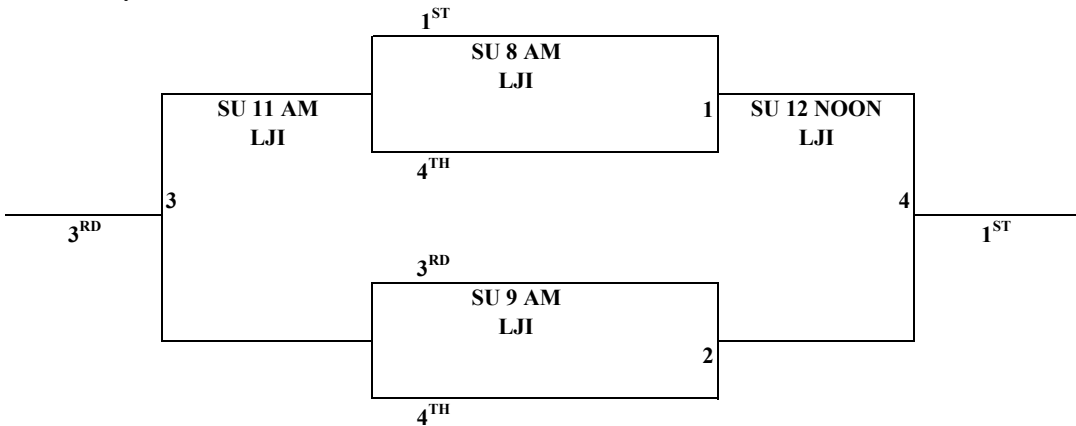 1ST
SU 8 AM
LJI
SU 11 AM
LJI
1
SU 12 NOON
LJI
4TH
3
4
3RD
1ST
3RD
SU 9 AM
LJI
2
4TH